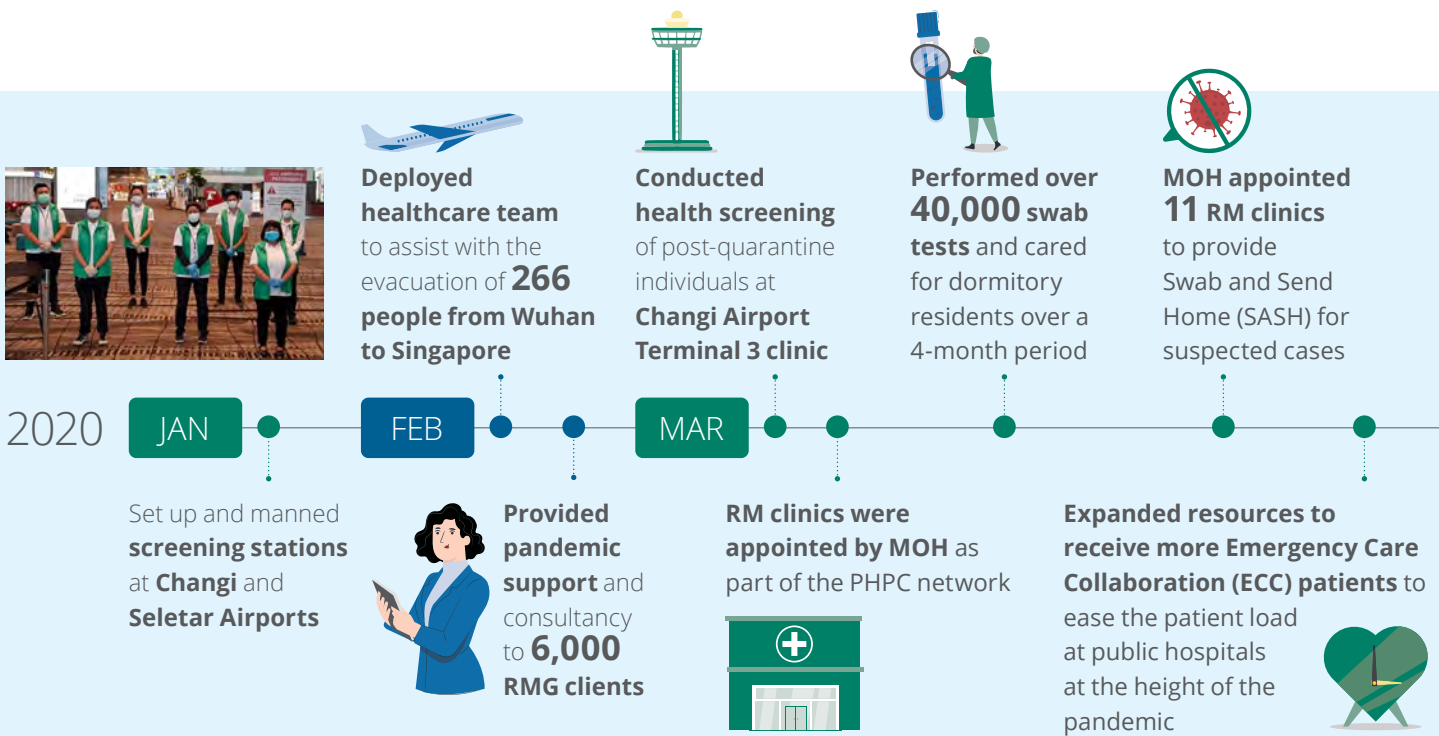 Deployed
healthcare team
to assist with the
evacuation of 266
people from Wuhan
to Singapore
Conducted
health screening
of post-quarantine
individuals at
Changi Airport
Terminal 3 clinic
Performed over
40,000 swab
tests and cared
for dormitory
residents over a
4-month period
MOH appointed
11 RM clinics
to provide
Swab and Send
Home (SASH) for
suspected cases
2020
JAN
FEB
MAR
Set up and manned
screening stations
at Changi and
Seletar Airports
Provided
pandemic
support and
consultancy
to 6,000
RMG clients
RM clinics were
appointed by MOH as
part of the PHPC network
Expanded resources to
receive more Emergency Care
Collaboration (ECC) patients to
ease the patient load
at public hospitals
at the height of the
pandemic